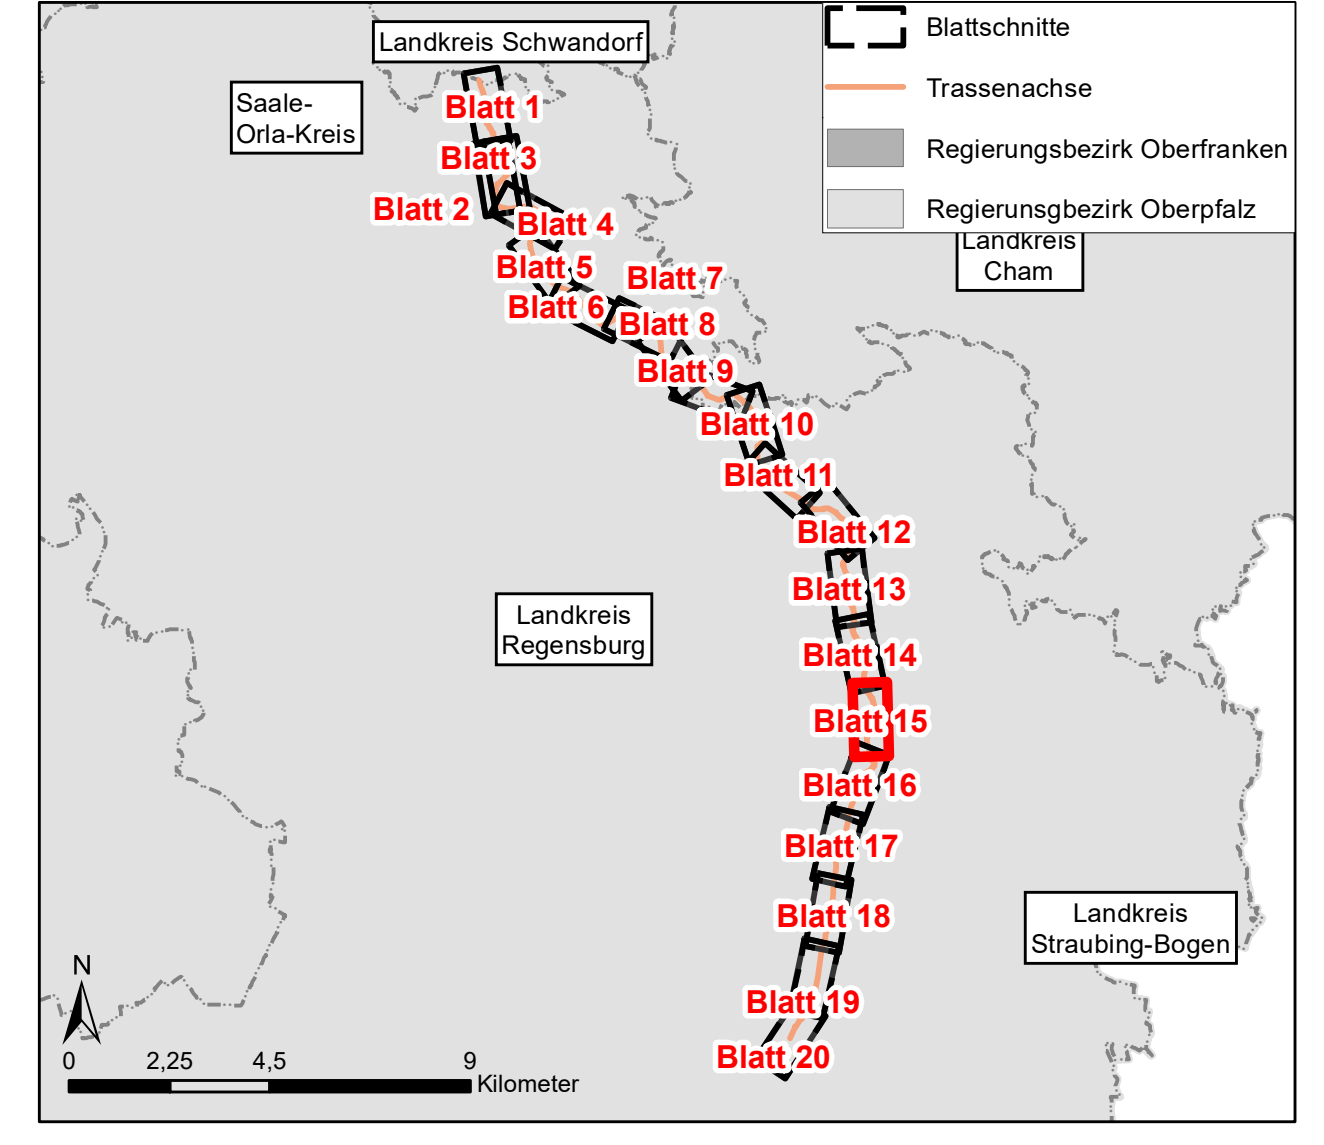 Blattschnitte
Trassenachse
Regierungsbezirk Oberfranken
Regierunsgbezirk Oberpfalz
Landkreis Schwandorf
Saale-
Orla-Kreis
Landkreis
Cham
Blatt 1
Blatt 3
Blatt 2
Blatt 4
Blatt 5
Blatt 7
Blatt 6
Blatt 8
Blatt 9
Blatt 10
Blatt 11
Blatt 12
Blatt 13
Landkreis
Regensburg
Blatt 14
Blatt 15
Blatt 16
Blatt 17
Blatt 18
Landkreis
Straubing-Bogen
Blatt 19
Blatt 20
N
0 2,25 4,5 9
Kilometer